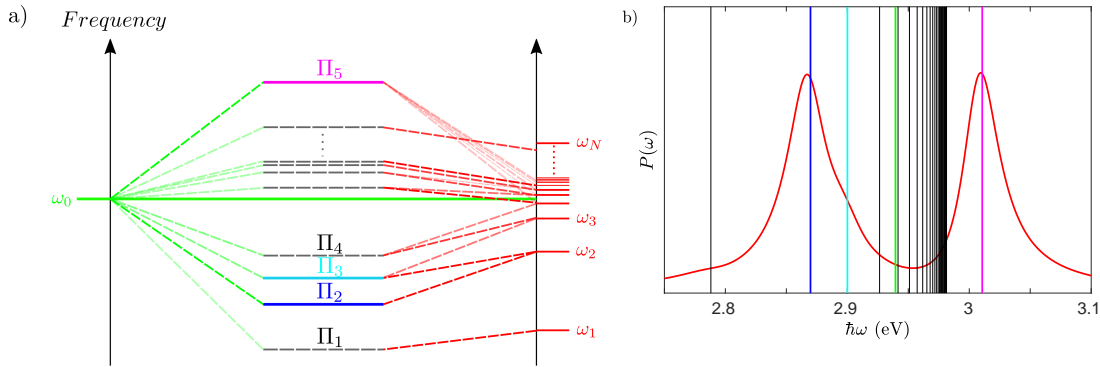 a)
Frequency
Π₅
ω_N
ω₀
ω₃
Π₄
Π₃
ω₂
Π₂
Π₁
ω₁
b)
P(ω)
2.8 2.9 3 3.1
ħω (eV)